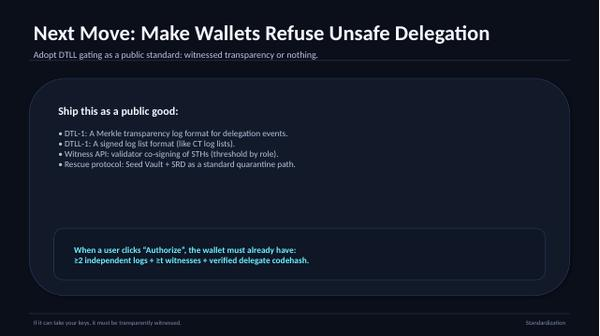 Next Move: Make Wallets Refuse Unsafe Delegation
Adopt DTLL gating as a public standard: witnessed transparency or nothing.
Ship this as a public good:
• DTL-1: A Merkle transparency log format for delegation events.
• DTLL-1: A signed log list format (like CT log lists).
• Witness API: validator co-signing of STHs (threshold by role).
• Rescue protocol: Seed Vault + SRD as a standard quarantine path.
When a user clicks “Authorize”, the wallet must already have:
≥2 independent logs + ≥t witnesses + verified delegate codehash.
If it can take your keys, it must be transparently witnessed.
Standardization